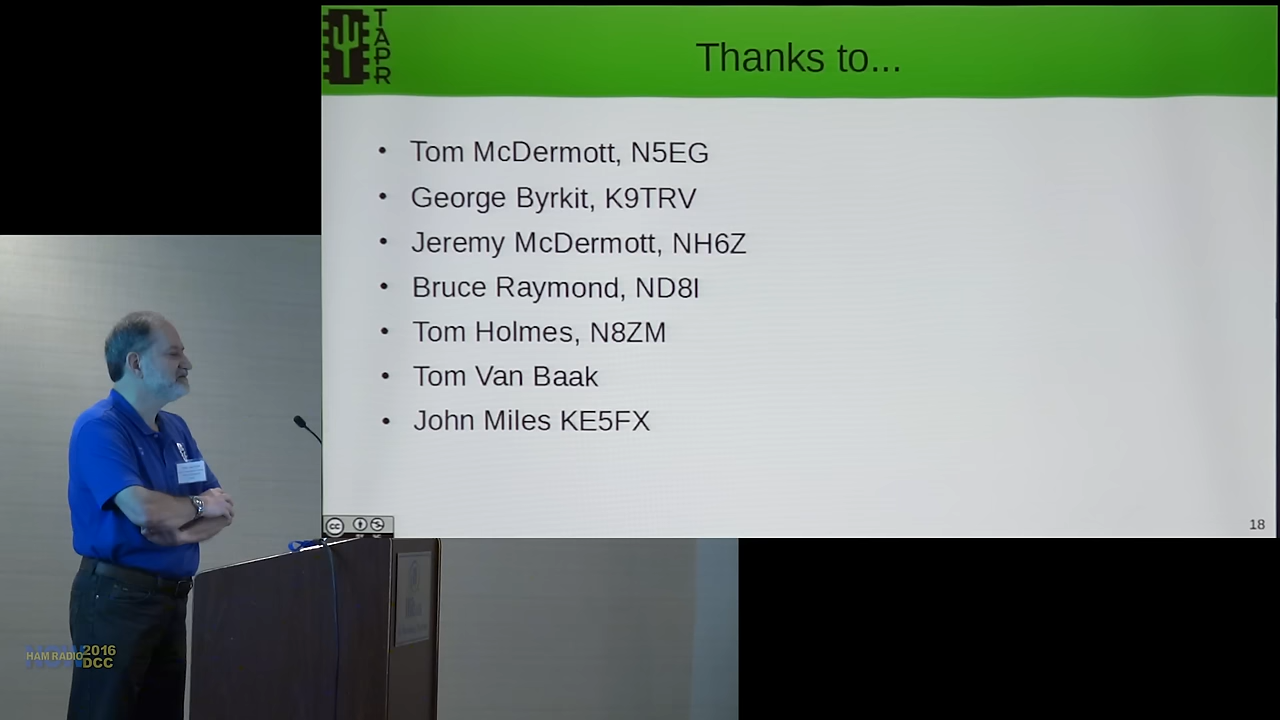 TAPR
Thanks to...
• Tom McDermott, N5EG
• George Byrkit, K9TRV
• Jeremy McDermott, NH6Z
• Bruce Raymond, ND8I
• Tom Holmes, N8ZM
• Tom Van Baak
• John Miles KE5FX
cc
18
HAM RADIO 2016
DCC